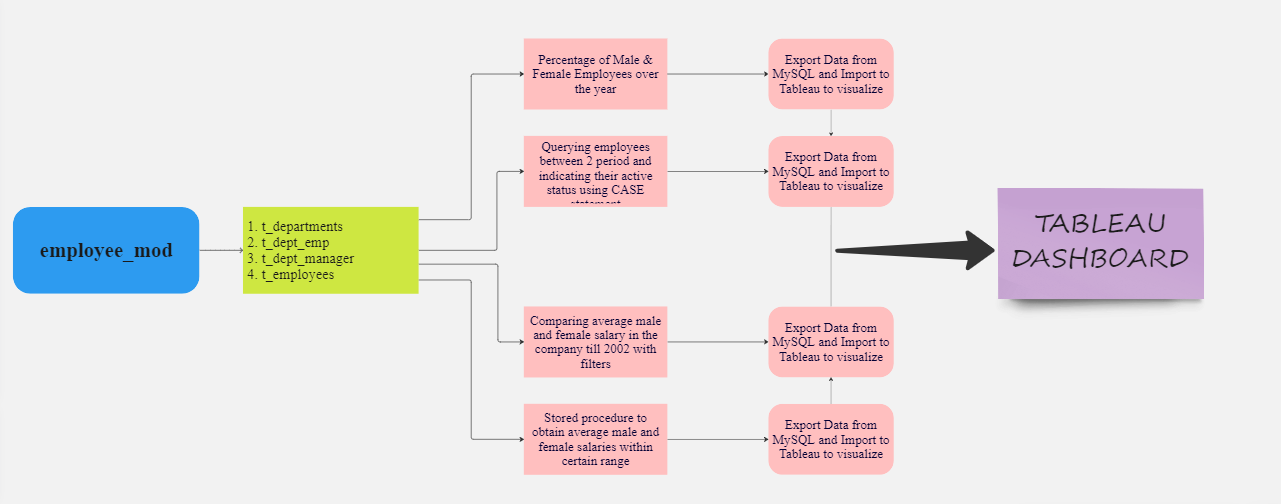 employee_mod
1. t_departments
2. t_dept_emp
3. t_dept_manager
4. t_employees
Percentage of Male &
Female Employees over
the year
Export Data from
MySQL and Import to
Tableau to visualize
Querying employees
between 2 period and
indicating their active
status using CASE
statement
Export Data from
MySQL and Import to
Tableau to visualize
Comparing average male
and female salary in the
company till 2002 with
filters
Export Data from
MySQL and Import to
Tableau to visualize
Stored procedure to
obtain average male and
female salaries within
certain range
Export Data from
MySQL and Import to
Tableau to visualize
TABLEAU
DASHBOARD